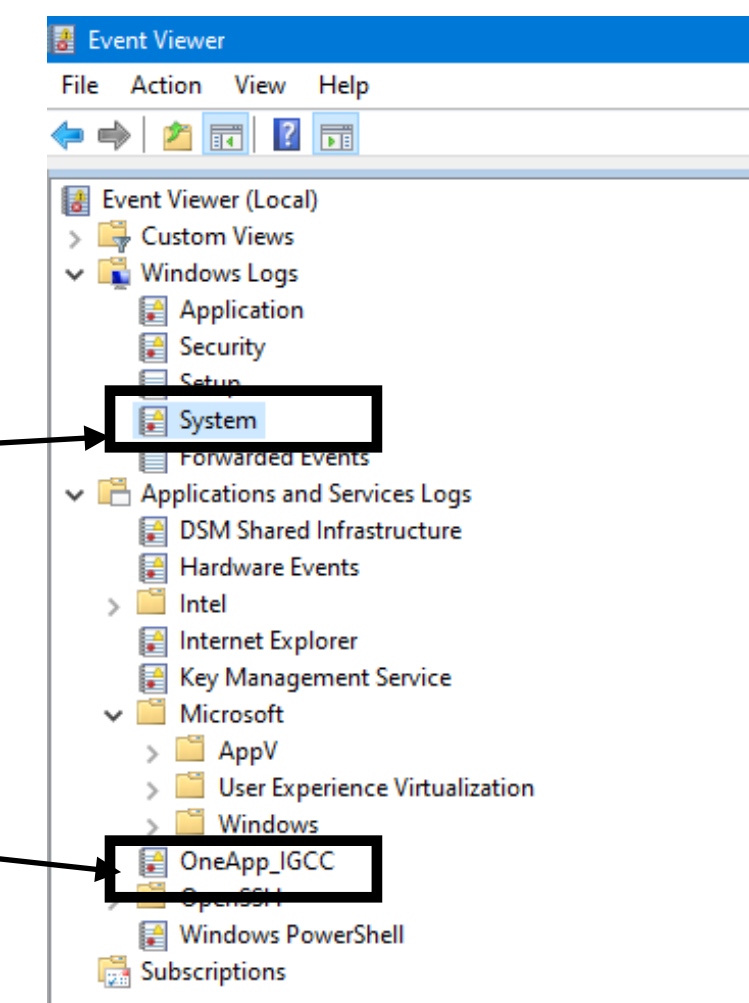 Event Viewer
File Action View Help
Event Viewer (Local)
Custom Views
Windows Logs
Application
Security
Setup
System
Forwarded Events
Applications and Services Logs
DSM Shared Infrastructure
Hardware Events
Intel
Internet Explorer
Key Management Service
Microsoft
AppV
User Experience Virtualization
Windows
OneApp_IGCC
OpenSSH
Windows PowerShell
Subscriptions